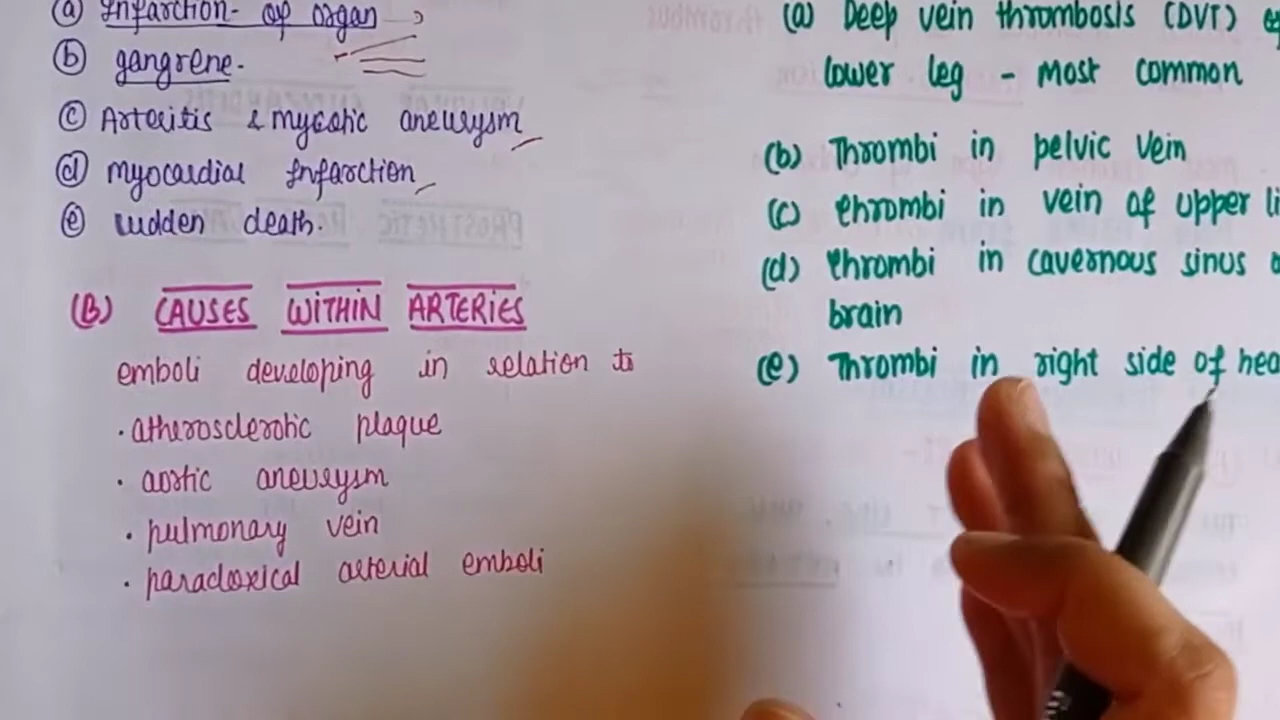 (a) Infarction of organ
(b) gangrene.
(c) Arteritis & mycotic aneurysm
(d) myocardial Infarction
(e) sudden death.
(B) CAUSES WITHIN ARTERIES
emboli developing in relation to
• atherosclerotic plaque
• aortic aneurysm
• pulmonary vein
• paradoxical arterial emboli
(a) Deep vein thrombosis (DVT)
lower leg - most common
(b) Thrombi in pelvic vein
(c) thrombi in vein of upper
(d) thrombi in cavernous sinus
brain
(e) Thrombi in right side of